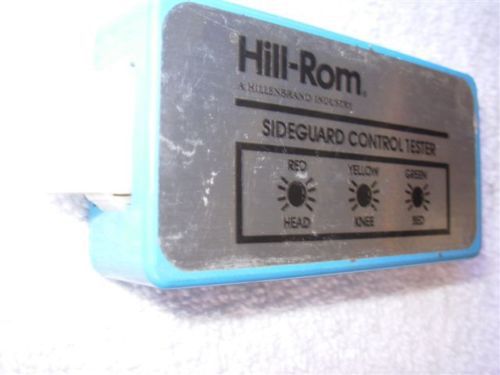 Hill-Rom®
A HILLENBRAND INDUSTRY
SIDEGUARD CONTROL TESTER
RED YELLOW GREEN
HEAD KNEE BED